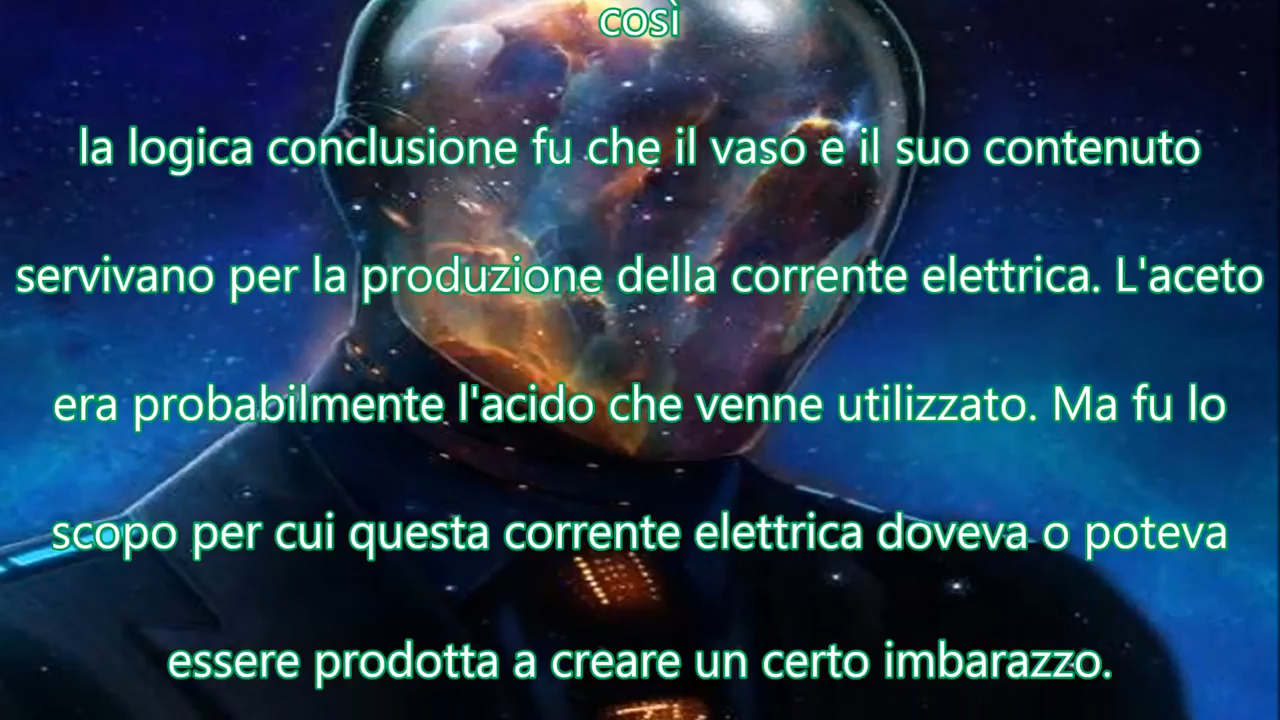 così
la logica conclusione fu che il vaso e il suo contenuto
servivano per la produzione della corrente elettrica. L'aceto
era probabilmente l'acido che venne utilizzato. Ma fu lo
scopo per cui questa corrente elettrica doveva o poteva
essere prodotta a creare un certo imbarazzo.